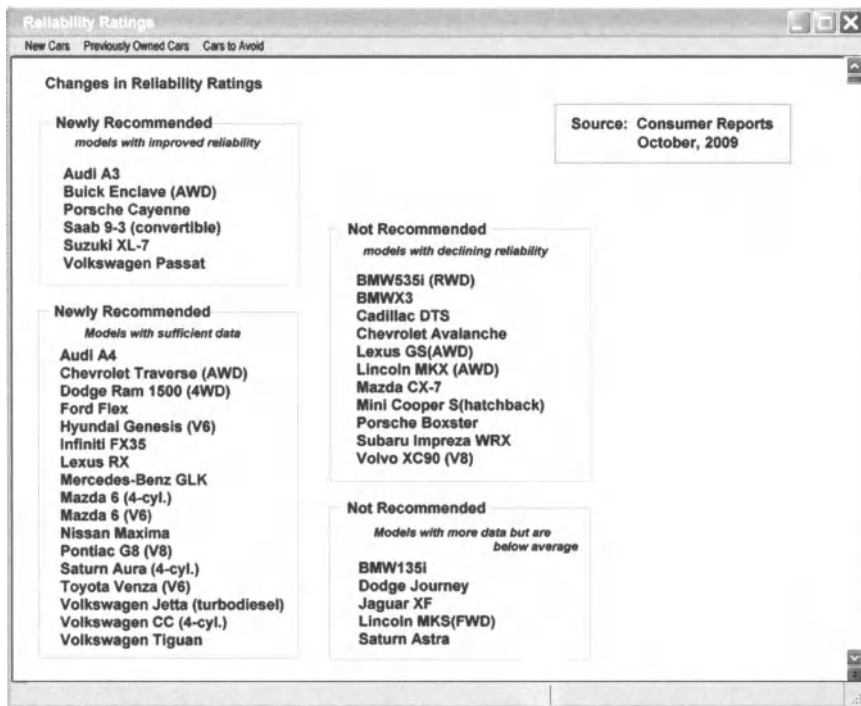 Reliability Ratings
New Cars Previously Owned Cars Cars to Avoid
Changes in Reliability Ratings
Newly Recommended
models with improved reliability
Audi A3
Buick Enclave (AWD)
Porsche Cayenne
Saab 9-3 (convertible)
Suzuki XL-7
Volkswagen Passat
Newly Recommended
Models with sufficient data
Audi A4
Chevrolet Traverse (AWD)
Dodge Ram 1500 (4WD)
Ford Flex
Hyundai Genesis (V6)
Infiniti FX35
Lexus RX
Mercedes-Benz GLK
Mazda 6 (4-cyl.)
Mazda 6 (V6)
Nissan Maxima
Pontiac G8 (V8)
Saturn Aura (4-cyl.)
Toyota Venza (V6)
Volkswagen Jetta (turbodiesel)
Volkswagen CC (4-cyl.)
Volkswagen Tiguan
Source: Consumer Reports
October, 2009
Not Recommended
models with declining reliability
BMW535i (RWD)
BMWX3
Cadillac DTS
Chevrolet Avalanche
Lexus GS(AWD)
Lincoln MKX (AWD)
Mazda CX-7
Mini Cooper S(hatchback)
Porsche Boxster
Subaru Impreza WRX
Volvo XC90 (V8)
Not Recommended
Models with more data but are
below average
BMW135i
Dodge Journey
Jaguar XF
Lincoln MKS(FWD)
Saturn Astra